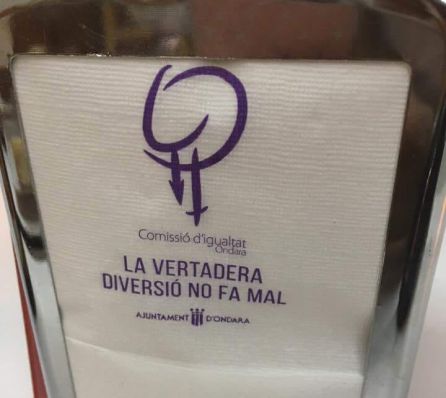 Comissió d'igualtat
Ondara
LA VERTADERA
DIVERSIÓ NO FA MAL
AJUNTAMENT D'ONDARA